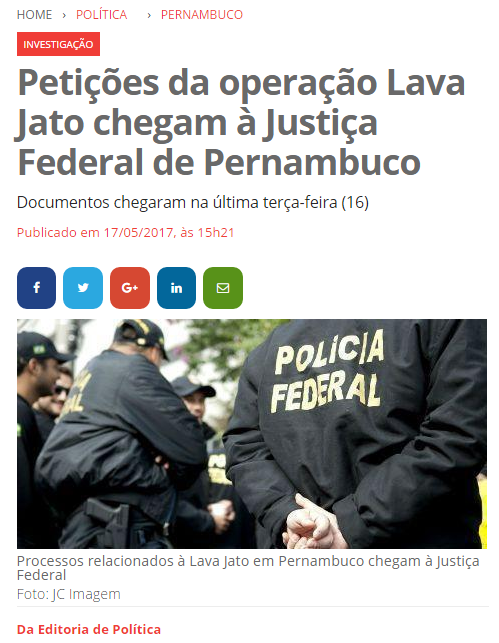 HOME › POLÍTICA › PERNAMBUCO
INVESTIGAÇÃO
Petições da operação Lava
Jato chegam à Justiça
Federal de Pernambuco
Documentos chegaram na última terça-feira (16)
Publicado em 17/05/2017, às 15h21
POLÍCIA
FEDERAL
Processos relacionados à Lava Jato em Pernambuco chegam à Justiça
Federal
Foto: JC Imagem
Da Editoria de Política